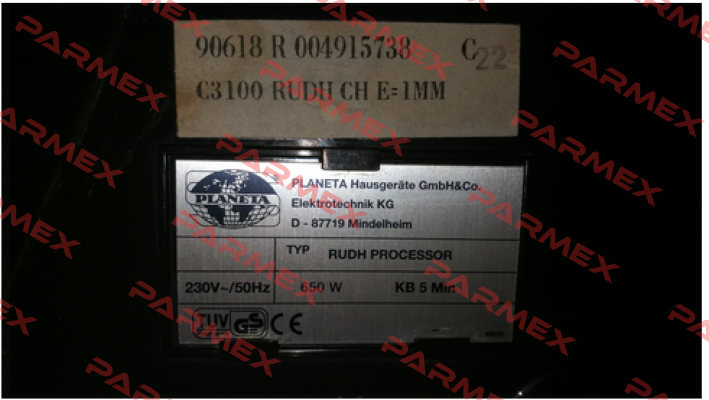 90618 R 004915738 C22
C3100 RUDH CH E=1MM
PLANETA
PLANETA Hausgeräte GmbH&Co.
Elektrotechnik KG
D - 87719 Mindelheim
TYP RUDH PROCESSOR
230V~/50Hz 650 W KB 5 Min
TÜV GS CE
PARMEX
PARMEX
PARMEX
PARMEX
PARMEX
PARMEX
PARMEX
PARMEX
PARMEX
PARMEX